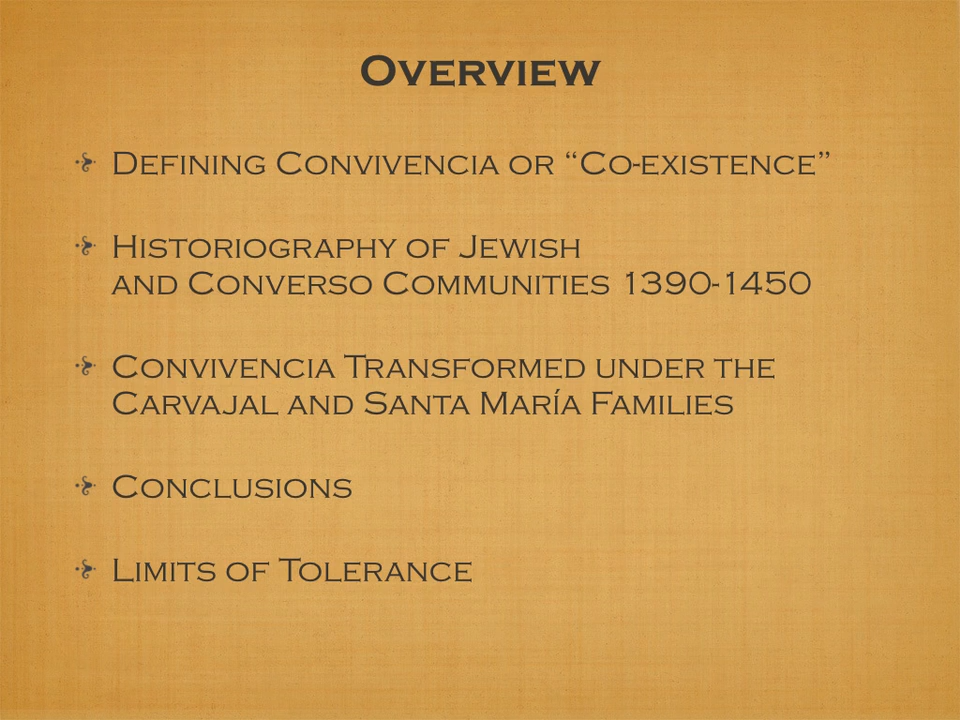 Overview
Defining Convivencia or “Co-existence”
Historiography of Jewish
and Converso Communities 1390-1450
Convivencia Transformed under the
Carvajal and Santa María Families
Conclusions
Limits of Tolerance